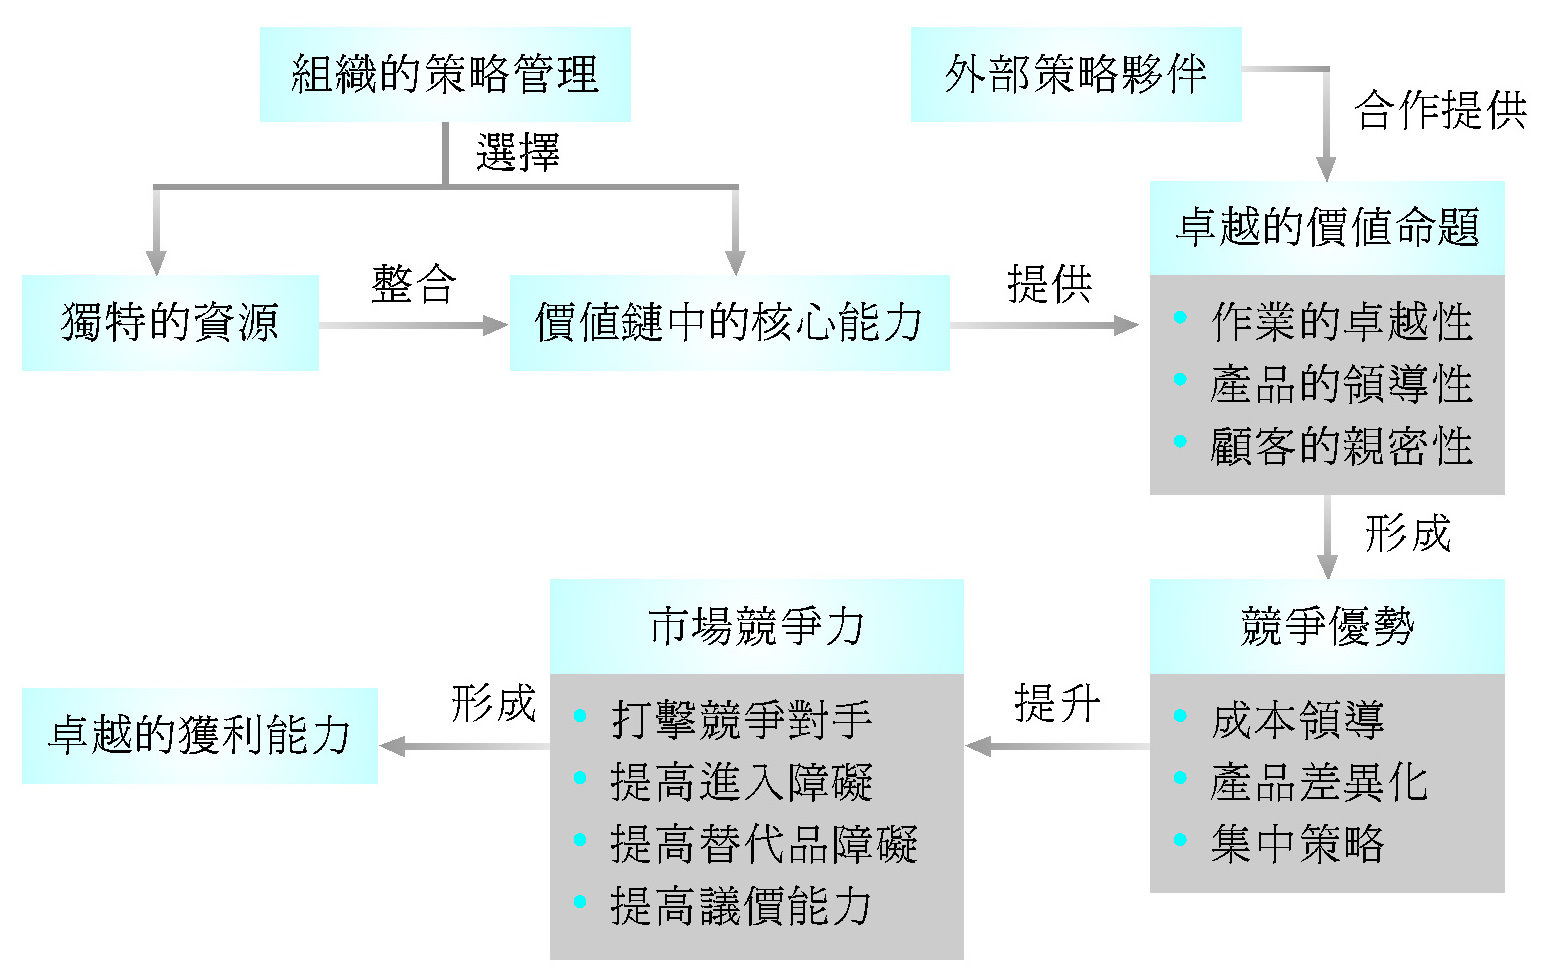 組織的策略管理
外部策略夥伴
選擇
合作提供
獨特的資源
整合
價值鏈中的核心能力
提供
卓越的價值命題
• 作業的卓越性
• 產品的領導性
• 顧客的親密性
形成
競爭優勢
• 成本領導
• 產品差異化
• 集中策略
提升
市場競爭力
• 打擊競爭對手
• 提高進入障礙
• 提高替代品障礙
• 提高議價能力
形成
卓越的獲利能力